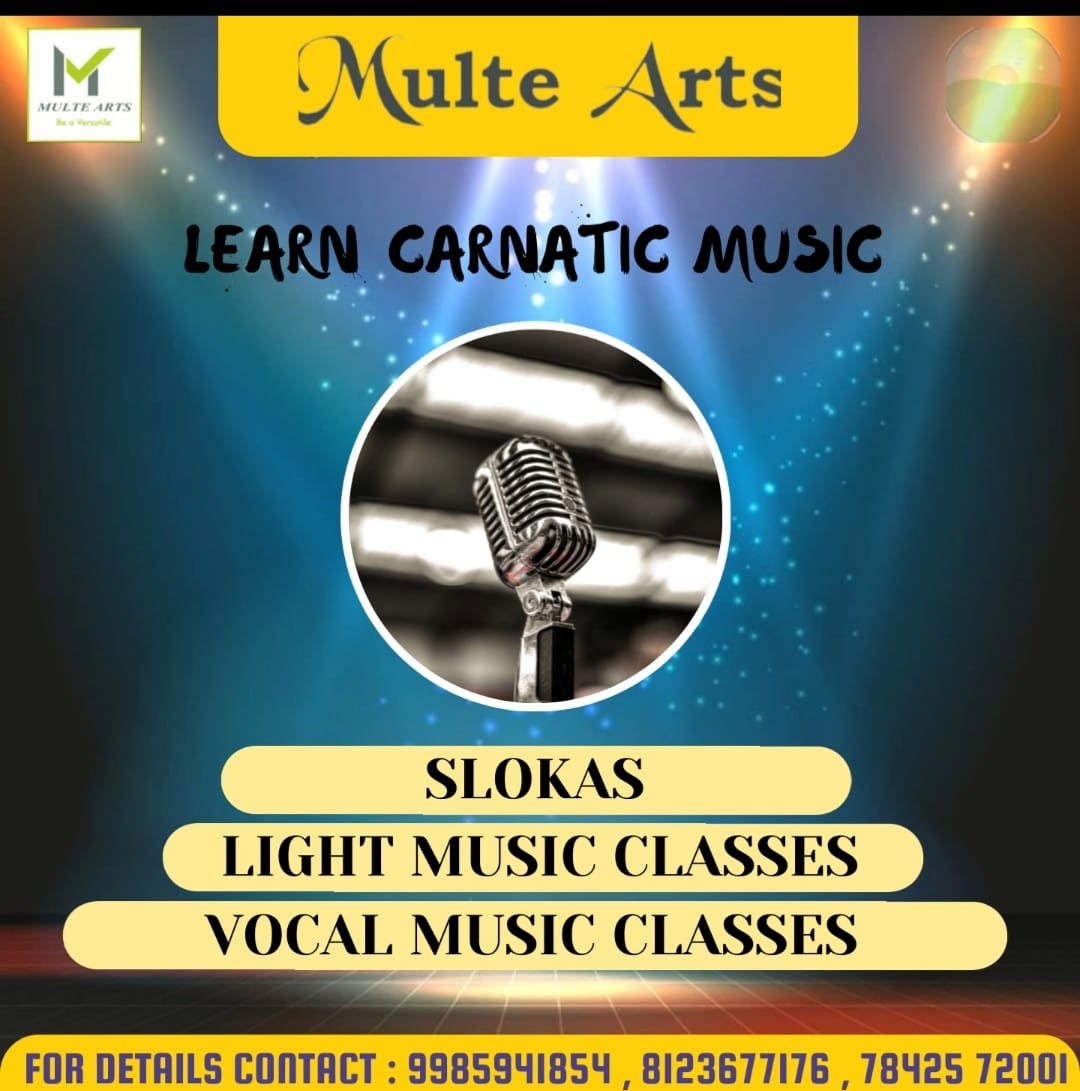 MULTE ARTS
Be a Versatile
Multe Arts
LEARN CARNATIC MUSIC
SLOKAS
LIGHT MUSIC CLASSES
VOCAL MUSIC CLASSES
FOR DETAILS CONTACT : 9985941854 , 8123677176 , 78425 72001